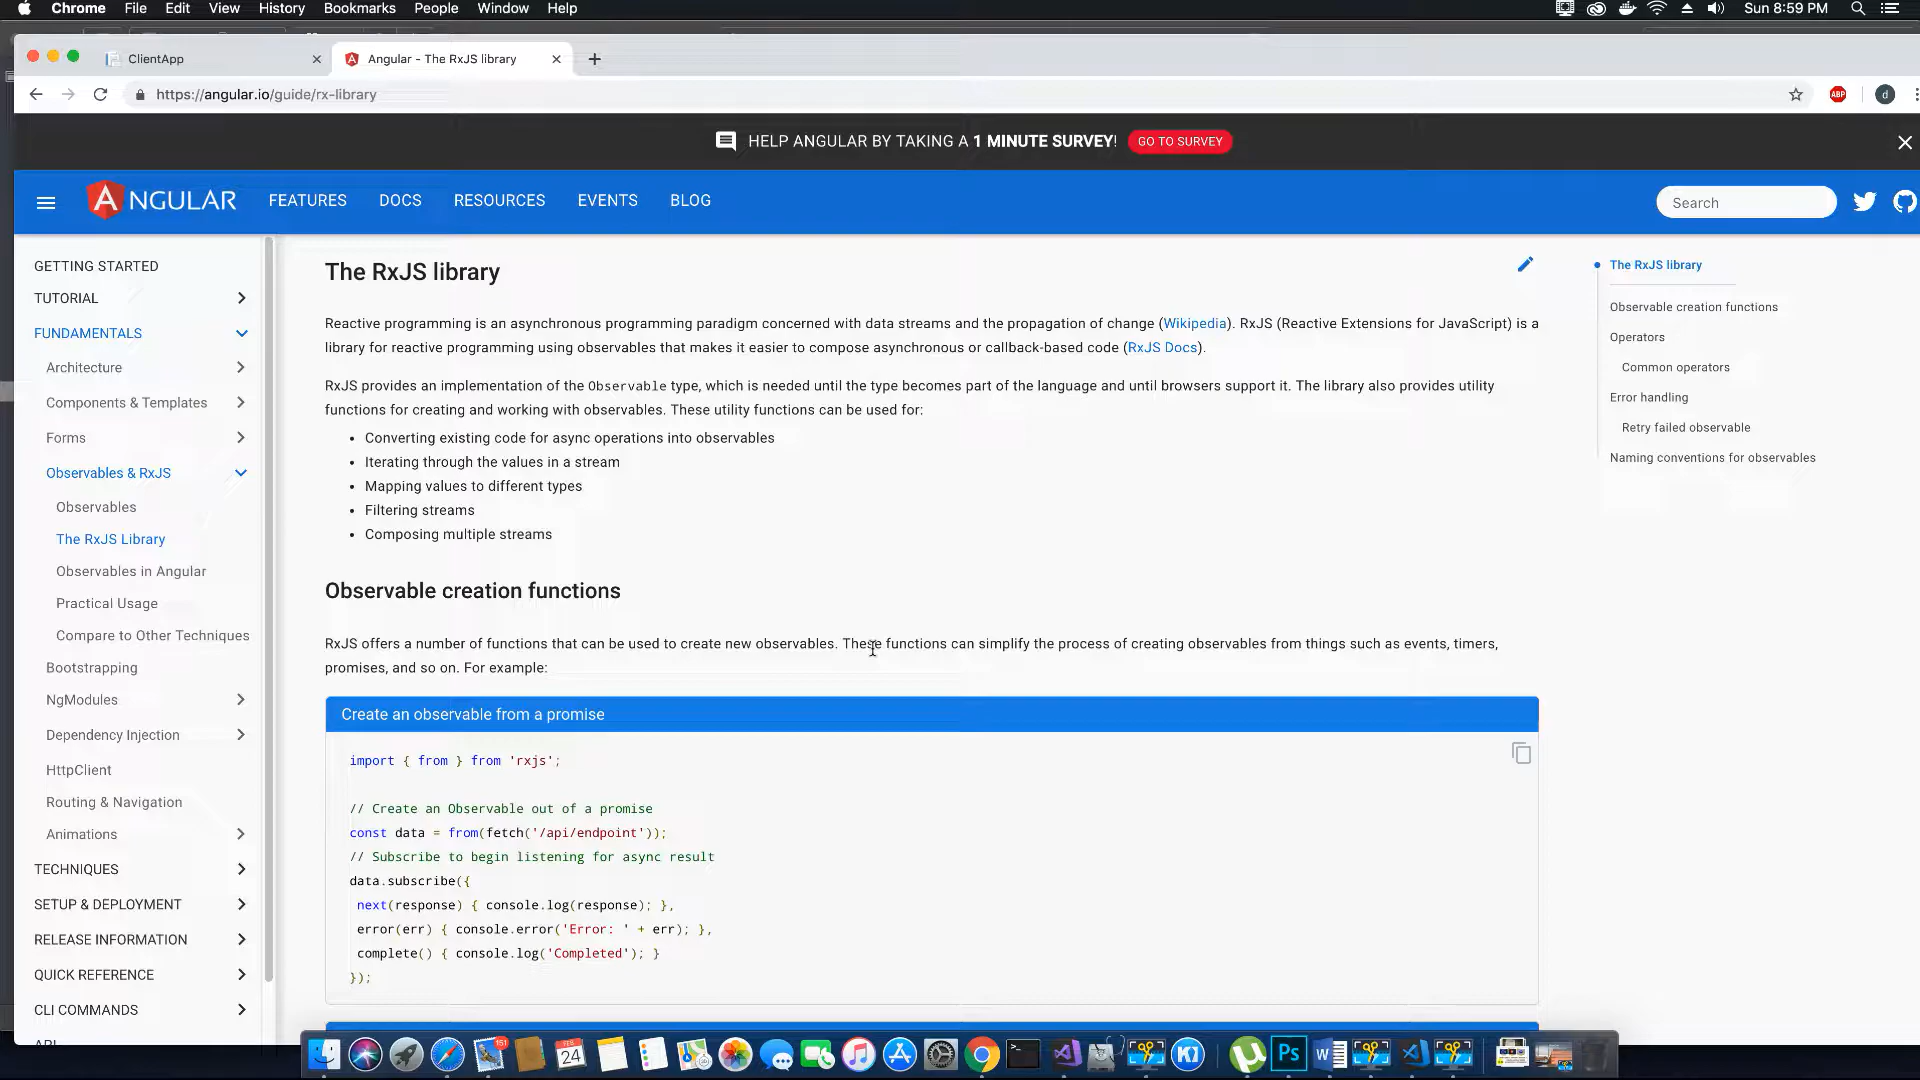 Chrome File Edit View History Bookmarks People Window Help Sun 8:59 PM
ClientApp
Angular - The RxJS library
https://angular.io/guide/rx-library
ABP
d
HELP ANGULAR BY TAKING A 1 MINUTE SURVEY! GO TO SURVEY
ANGULAR FEATURES DOCS RESOURCES EVENTS BLOG Search
GETTING STARTED
TUTORIAL
FUNDAMENTALS
Architecture
Components & Templates
Forms
Observables & RxJS
Observables
The RxJS Library
Observables in Angular
Practical Usage
Compare to Other Techniques
Bootstrapping
NgModules
Dependency Injection
HttpClient
Routing & Navigation
Animations
TECHNIQUES
SETUP & DEPLOYMENT
RELEASE INFORMATION
QUICK REFERENCE
CLI COMMANDS
API
The RxJS library
Reactive programming is an asynchronous programming paradigm concerned with data streams and the propagation of change (Wikipedia). RxJS (Reactive Extensions for JavaScript) is a
library for reactive programming using observables that makes it easier to compose asynchronous or callback-based code (RxJS Docs).
RxJS provides an implementation of the Observable type, which is needed until the type becomes part of the language and until browsers support it. The library also provides utility
functions for creating and working with observables. These utility functions can be used for:
• Converting existing code for async operations into observables
• Iterating through the values in a stream
• Mapping values to different types
• Filtering streams
• Composing multiple streams
Observable creation functions
RxJS offers a number of functions that can be used to create new observables. These functions can simplify the process of creating observables from things such as events, timers,
promises, and so on. For example:
Create an observable from a promise
import { from } from 'rxjs';
// Create an Observable out of a promise
const data = from(fetch('/api/endpoint'));
// Subscribe to begin listening for async result
data.subscribe({
next(response) { console.log(response); },
error(err) { console.error('Error: ' + err); },
complete() { console.log('Completed'); }
});
The RxJS library
Observable creation functions
Operators
Common operators
Error handling
Retry failed observable
Naming conventions for observables
151
FEB
24
Ps
W